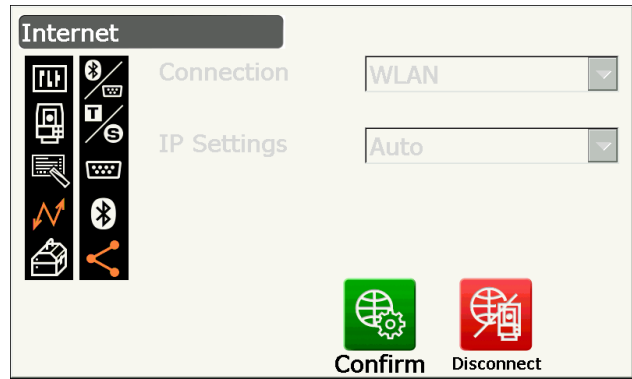 Internet
Connection WLAN
IP Settings Auto
T
S
Confirm Disconnect